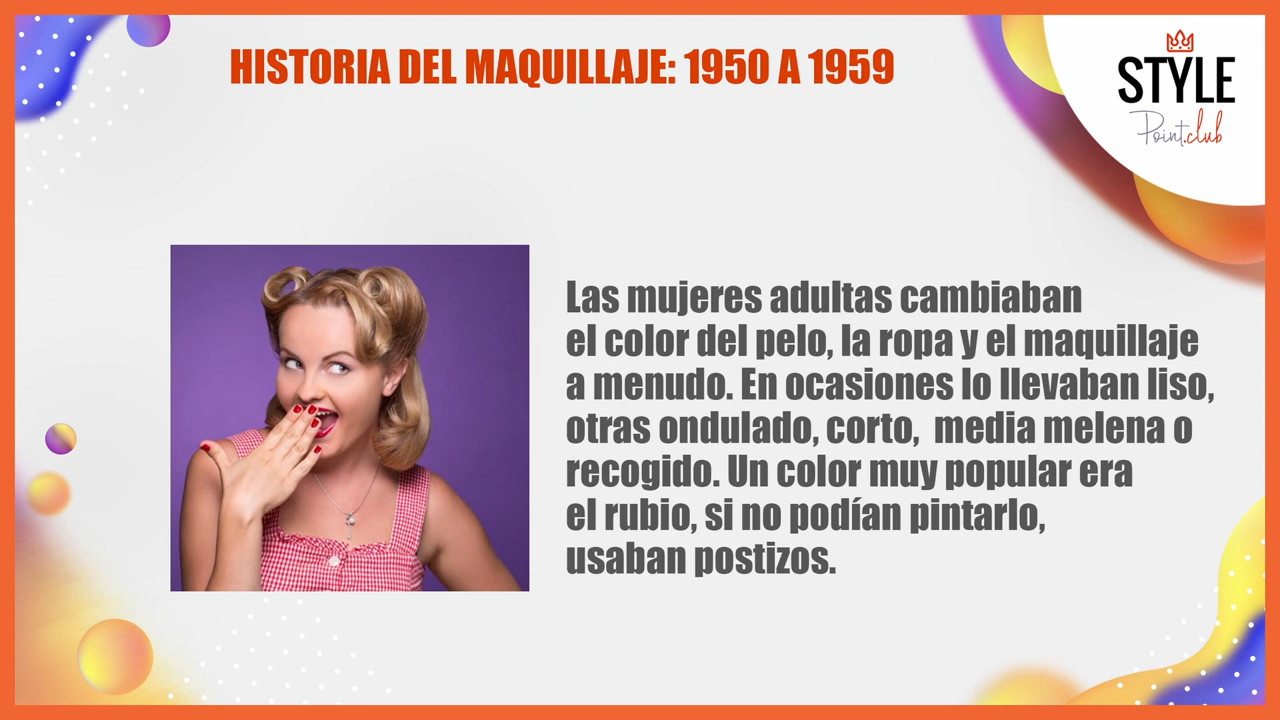 HISTORIA DEL MAQUILLAJE: 1950 A 1959
STYLE
Point.club
Las mujeres adultas cambiaban
el color del pelo, la ropa y el maquillaje
a menudo. En ocasiones lo llevaban liso,
otras ondulado, corto,  media melena o
recogido. Un color muy popular era
el rubio, si no podían pintarlo,
usaban postizos.